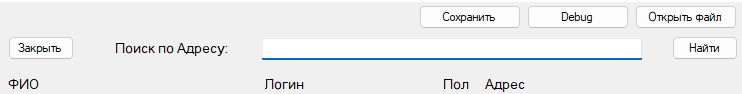 Сохранить Debug Открыть файл
Закрыть Поиск по Адресу: Найти
ФИО Логин Пол Адрес